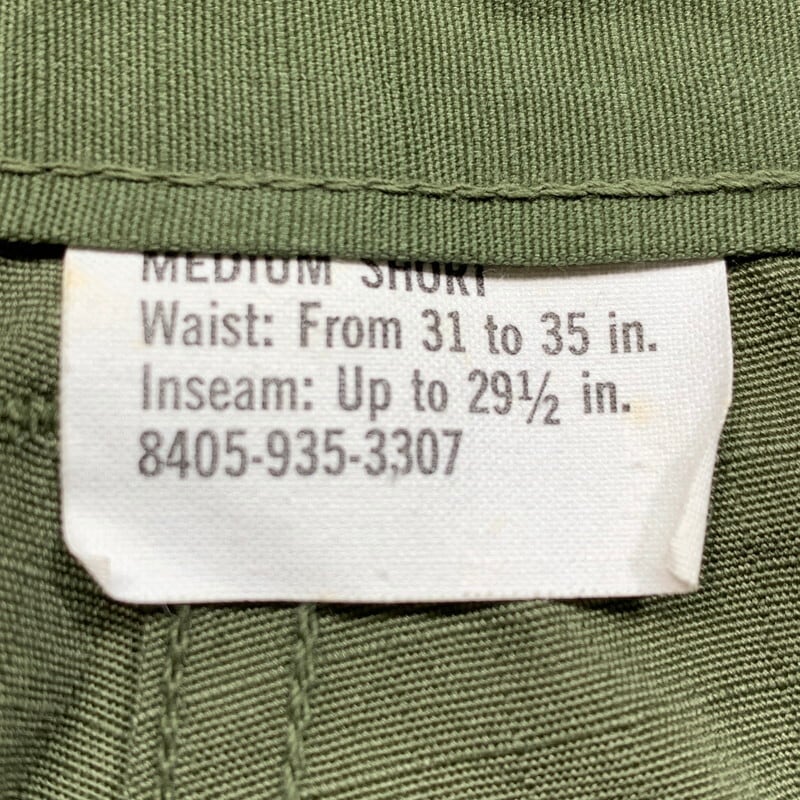 MEDIUM SHORT
Waist: From 31 to 35 in.
Inseam: Up to 29½ in.
8405-935-3307